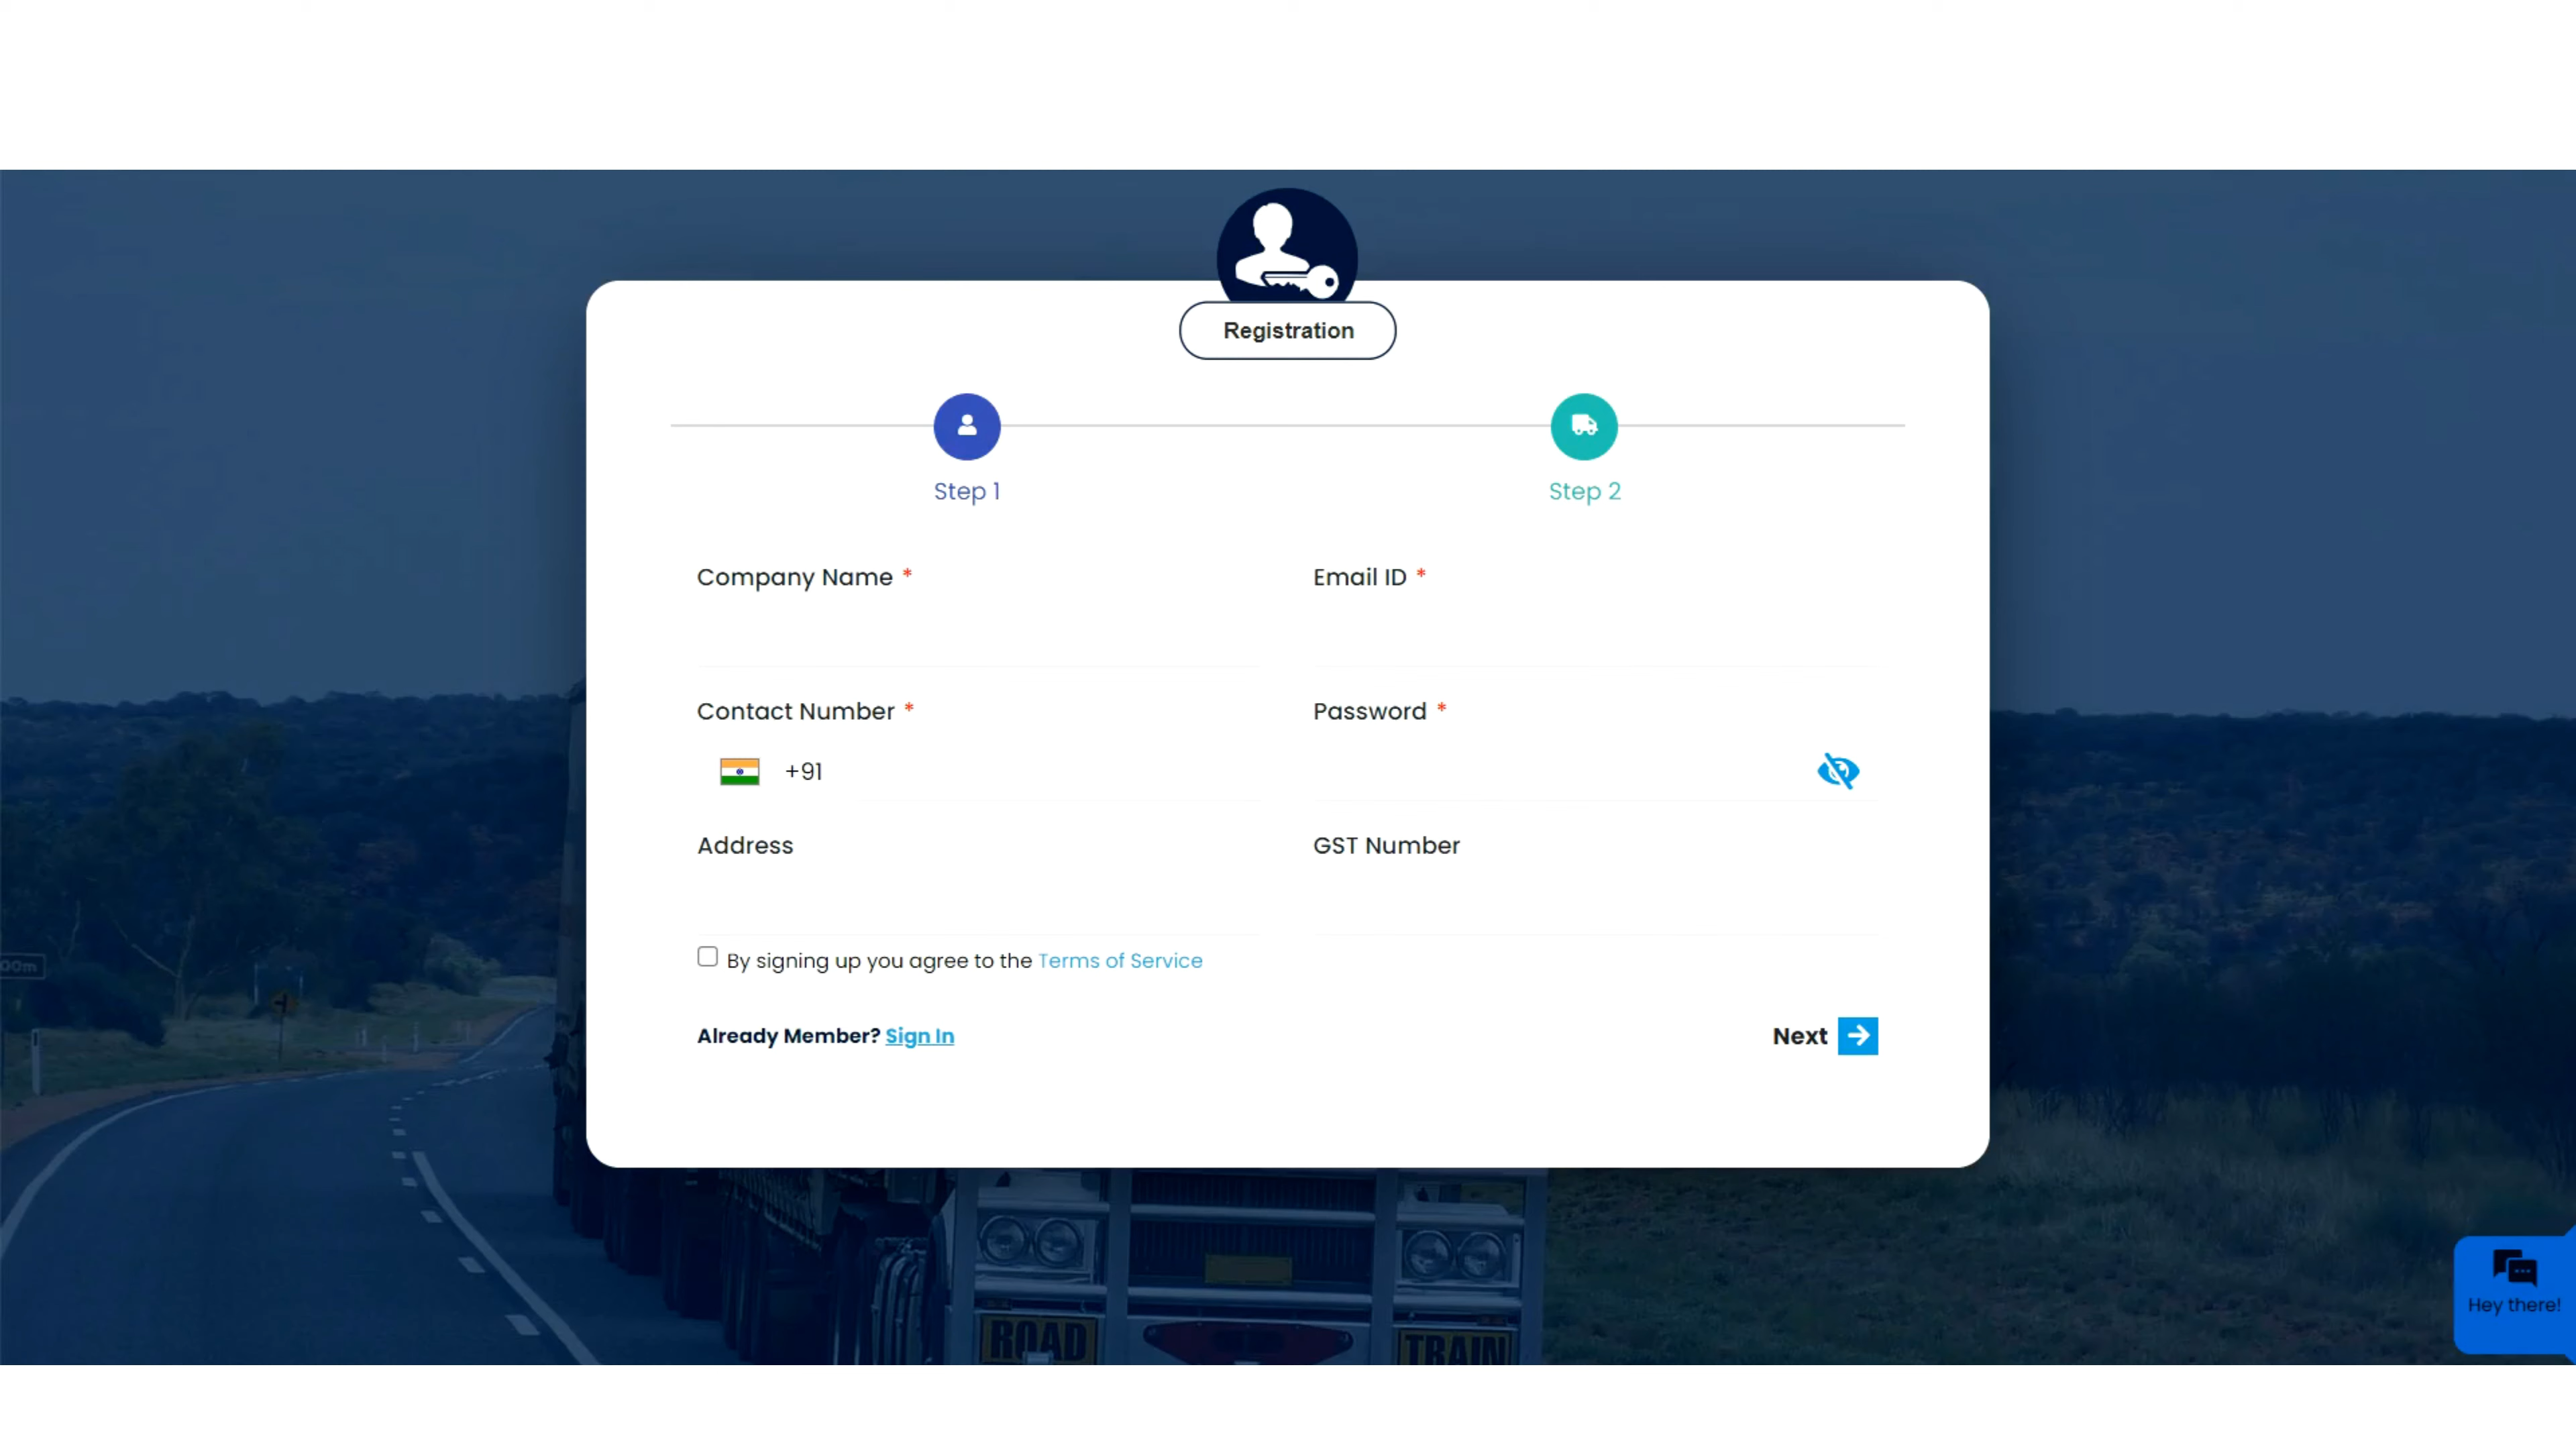 Registration
Step 1
Step 2
Company Name *
Email ID *
Contact Number *
Password *
+91
Address
GST Number
By signing up you agree to the Terms of Service
Already Member? Sign In
Next
00m
ROAD
TRAIN
Hey there!